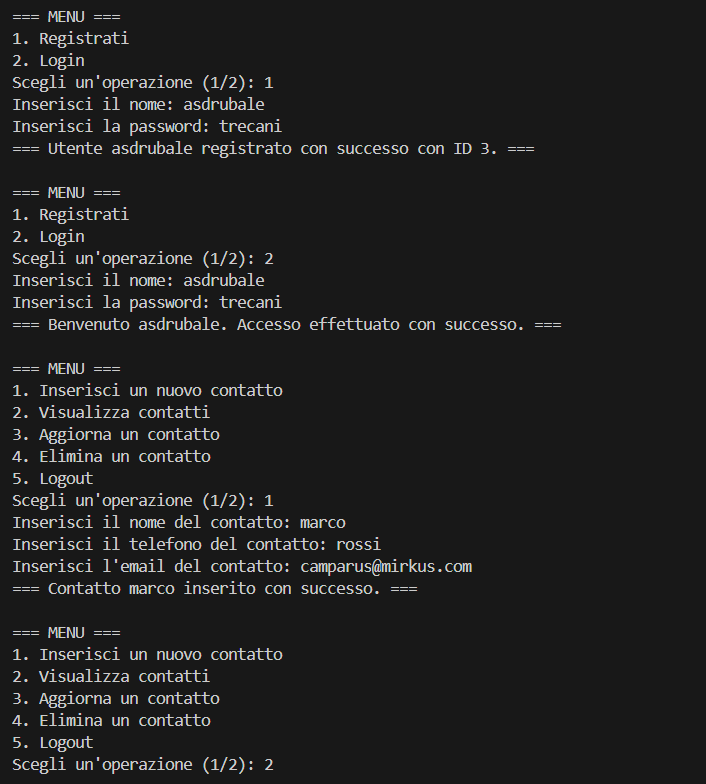 === MENU ===
1. Registrati
2. Login
Scegli un'operazione (1/2): 1
Inserisci il nome: asdrubale
Inserisci la password: trecani
=== Utente asdrubale registrato con successo con ID 3. ===
=== MENU ===
1. Registrati
2. Login
Scegli un'operazione (1/2): 2
Inserisci il nome: asdrubale
Inserisci la password: trecani
=== Benvenuto asdrubale. Accesso effettuato con successo. ===
=== MENU ===
1. Inserisci un nuovo contatto
2. Visualizza contatti
3. Aggiorna un contatto
4. Elimina un contatto
5. Logout
Scegli un'operazione (1/2): 1
Inserisci il nome del contatto: marco
Inserisci il telefono del contatto: rossi
Inserisci l'email del contatto: camparus@mirkus.com
=== Contatto marco inserito con successo. ===
=== MENU ===
1. Inserisci un nuovo contatto
2. Visualizza contatti
3. Aggiorna un contatto
4. Elimina un contatto
5. Logout
Scegli un'operazione (1/2): 2